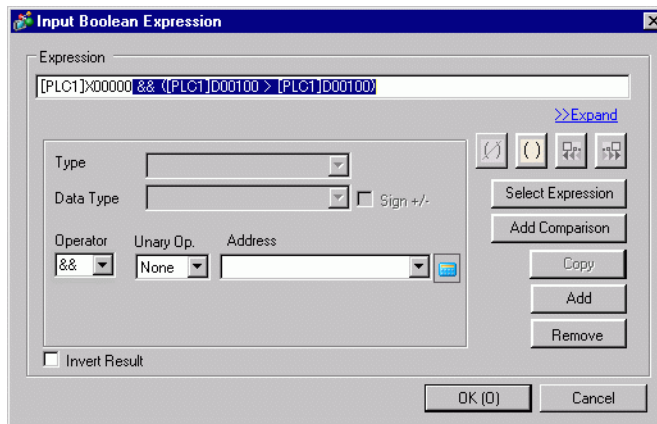 Input Boolean Expression
Expression
[PLC1]X00000 && ([PLC1]D00100 > [PLC1]D00100)
>>Expand
( )
Type
Data Type
Sign +/-
Select Expression
Add Comparison
Operator Unary Op. Address
&& None
Copy
Add
Remove
Invert Result
OK (O) Cancel